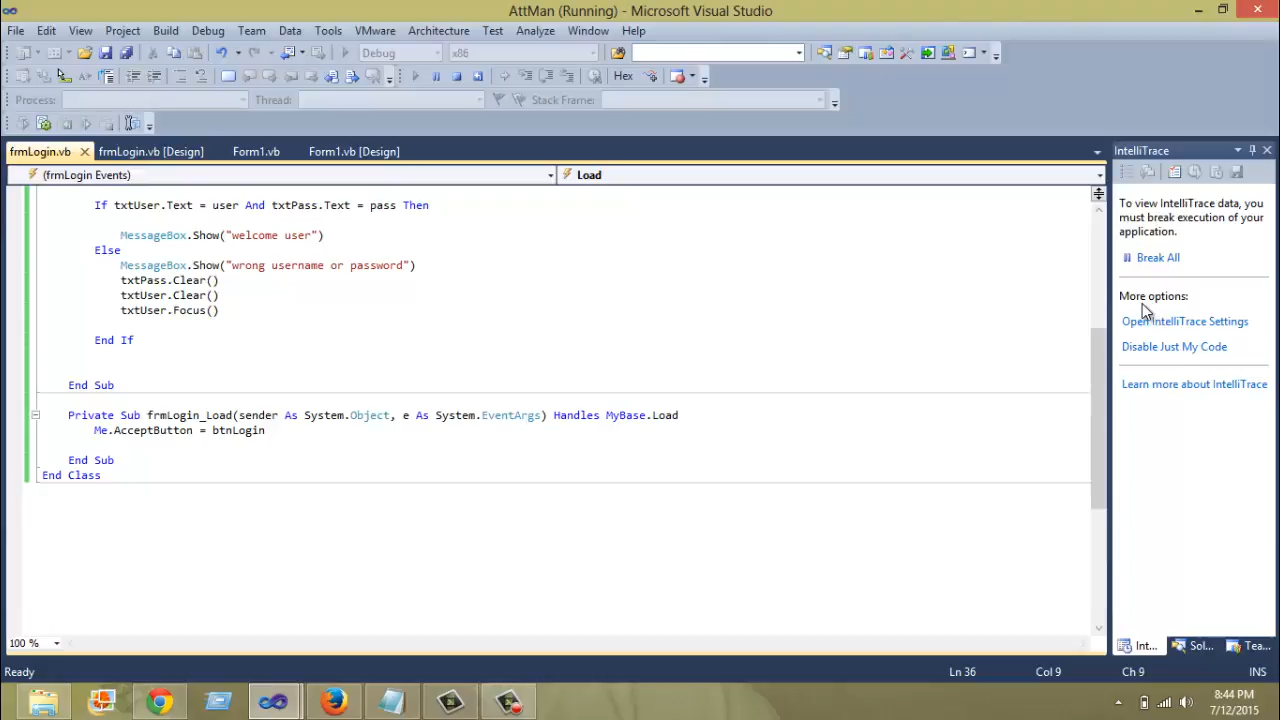 AttMan (Running) - Microsoft Visual Studio
File Edit View Project Build Debug Team Data Tools VMware Architecture Test Analyze Window Help
Debug x86
Hex
Process: Thread: Stack Frame:
frmLogin.vb frmLogin.vb [Design] Form1.vb Form1.vb [Design]
(frmLogin Events) Load
If txtUser.Text = user And txtPass.Text = pass Then
MessageBox.Show("welcome user")
Else
MessageBox.Show("wrong username or password")
txtPass.Clear()
txtUser.Clear()
txtUser.Focus()
End If
End Sub
Private Sub frmLogin_Load(sender As System.Object, e As System.EventArgs) Handles MyBase.Load
Me.AcceptButton = btnLogin
End Sub
End Class
100 %
IntelliTrace
To view IntelliTrace data, you
must break execution of your
application.
Break All
More options:
Open IntelliTrace Settings
Disable Just My Code
Learn more about IntelliTrace
Int... Sol... Tea...
Ready Ln 36 Col 9 Ch 9 INS
8:44 PM
7/12/2015